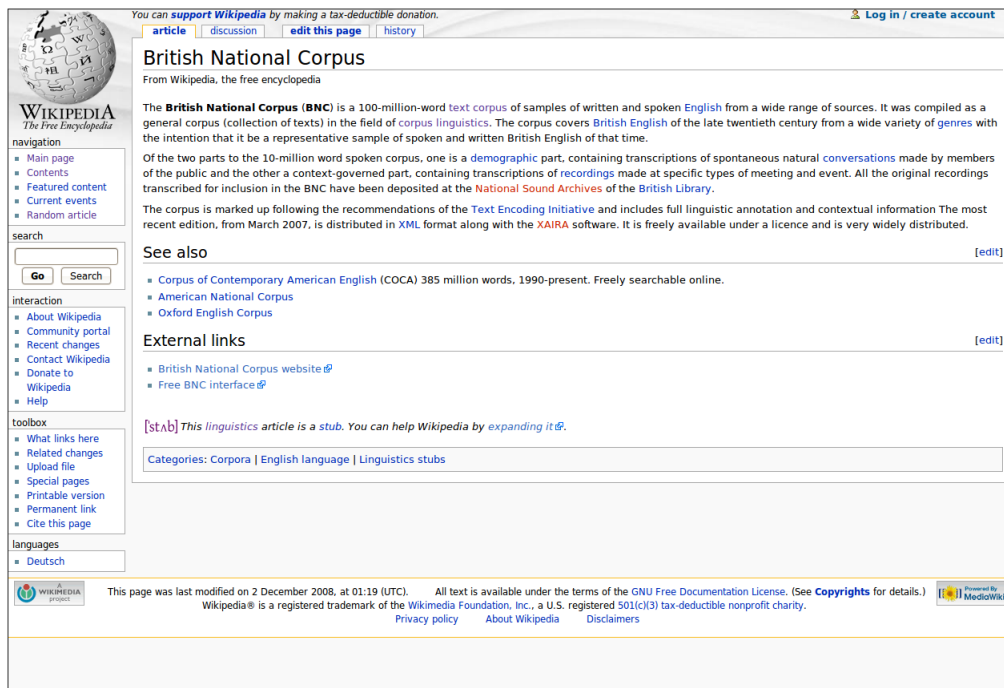 You can support Wikipedia by making a tax-deductible donation.
Log in / create account
article
discussion
edit this page
history
WIKIPEDIA
The Free Encyclopedia
navigation
Main page
Contents
Featured content
Current events
Random article
search
Go
Search
interaction
About Wikipedia
Community portal
Recent changes
Contact Wikipedia
Donate to
Wikipedia
Help
toolbox
What links here
Related changes
Upload file
Special pages
Printable version
Permanent link
Cite this page
languages
Deutsch
British National Corpus
From Wikipedia, the free encyclopedia
The British National Corpus (BNC) is a 100-million-word text corpus of samples of written and spoken English from a wide range of sources. It was compiled as a
general corpus (collection of texts) in the field of corpus linguistics. The corpus covers British English of the late twentieth century from a wide variety of genres with
the intention that it be a representative sample of spoken and written British English of that time.
Of the two parts to the 10-million word spoken corpus, one is a demographic part, containing transcriptions of spontaneous natural conversations made by members
of the public and the other a context-governed part, containing transcriptions of recordings made at specific types of meeting and event. All the original recordings
transcribed for inclusion in the BNC have been deposited at the National Sound Archives of the British Library.
The corpus is marked up following the recommendations of the Text Encoding Initiative and includes full linguistic annotation and contextual information The most
recent edition, from March 2007, is distributed in XML format along with the XAIRA software. It is freely available under a licence and is very widely distributed.
See also
[edit]
Corpus of Contemporary American English (COCA) 385 million words, 1990-present. Freely searchable online.
American National Corpus
Oxford English Corpus
External links
[edit]
British National Corpus website
Free BNC interface
[ˈstʌb] This linguistics article is a stub. You can help Wikipedia by expanding it.
Categories: Corpora | English language | Linguistics stubs
A
WIKIMEDIA
project
This page was last modified on 2 December 2008, at 01:19 (UTC). All text is available under the terms of the GNU Free Documentation License. (See Copyrights for details.)
Wikipedia® is a registered trademark of the Wikimedia Foundation, Inc., a U.S. registered 501(c)(3) tax-deductible nonprofit charity.
Privacy policy About Wikipedia Disclaimers
Powered By
MediaWiki